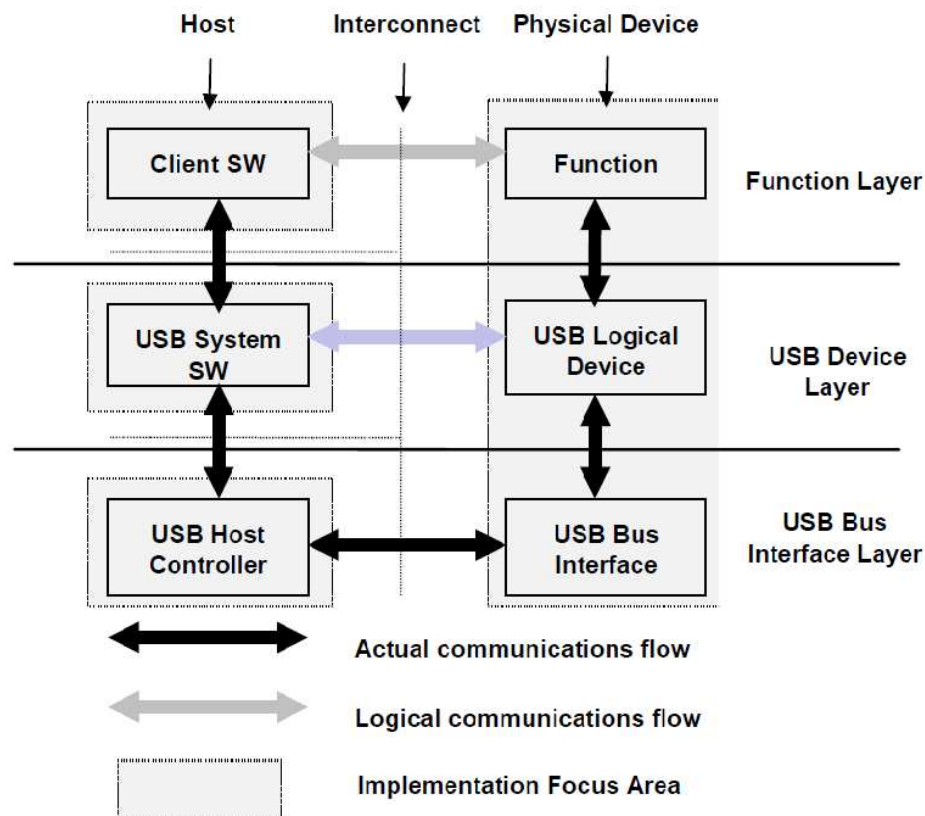 Host
Interconnect
Physical Device
Client SW
Function
Function Layer
USB System
SW
USB Logical
Device
USB Device
Layer
USB Host
Controller
USB Bus
Interface
USB Bus
Interface Layer
Actual communications flow
Logical communications flow
Implementation Focus Area